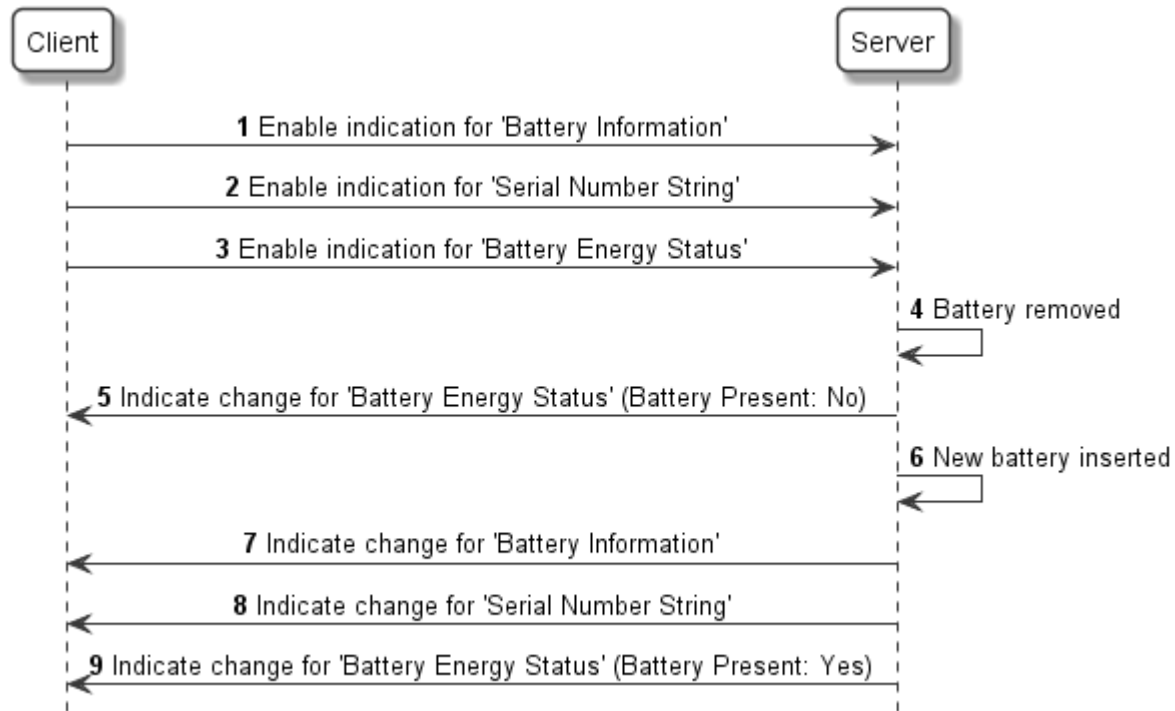 Client
Server
1 Enable indication for 'Battery Information'
2 Enable indication for 'Serial Number String'
3 Enable indication for 'Battery Energy Status'
4 Battery removed
5 Indicate change for 'Battery Energy Status' (Battery Present: No)
6 New battery inserted
7 Indicate change for 'Battery Information'
8 Indicate change for 'Serial Number String'
9 Indicate change for 'Battery Energy Status' (Battery Present: Yes)